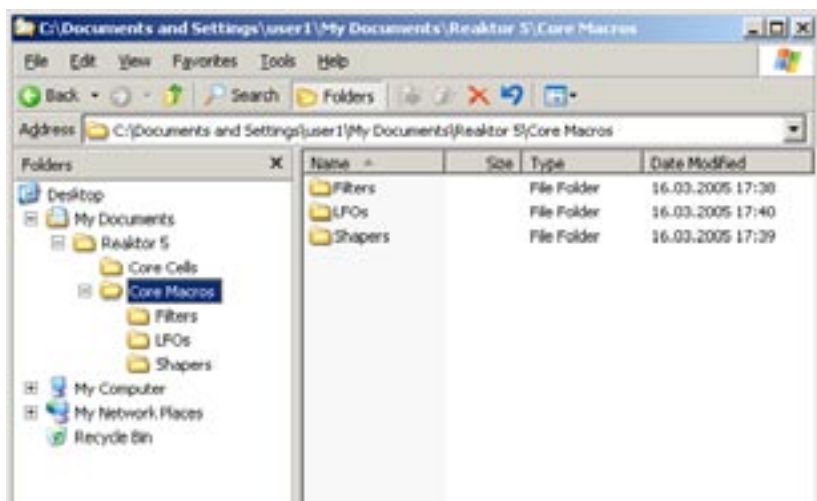 C:\Documents and Settings\user1\My Documents\Reaktor 5\Core Macros
File Edit View Favorites Tools Help
Back Search Folders
Address C:\Documents and Settings\user1\My Documents\Reaktor 5\Core Macros
Folders
Name Size Type Date Modified
Desktop
My Documents
Reaktor 5
Core Cells
Core Macros
Filters
LFOs
Shapers
My Computer
My Network Places
Recycle Bin
Filters File Folder 16.03.2005 17:38
LFOs File Folder 16.03.2005 17:40
Shapers File Folder 16.03.2005 17:39